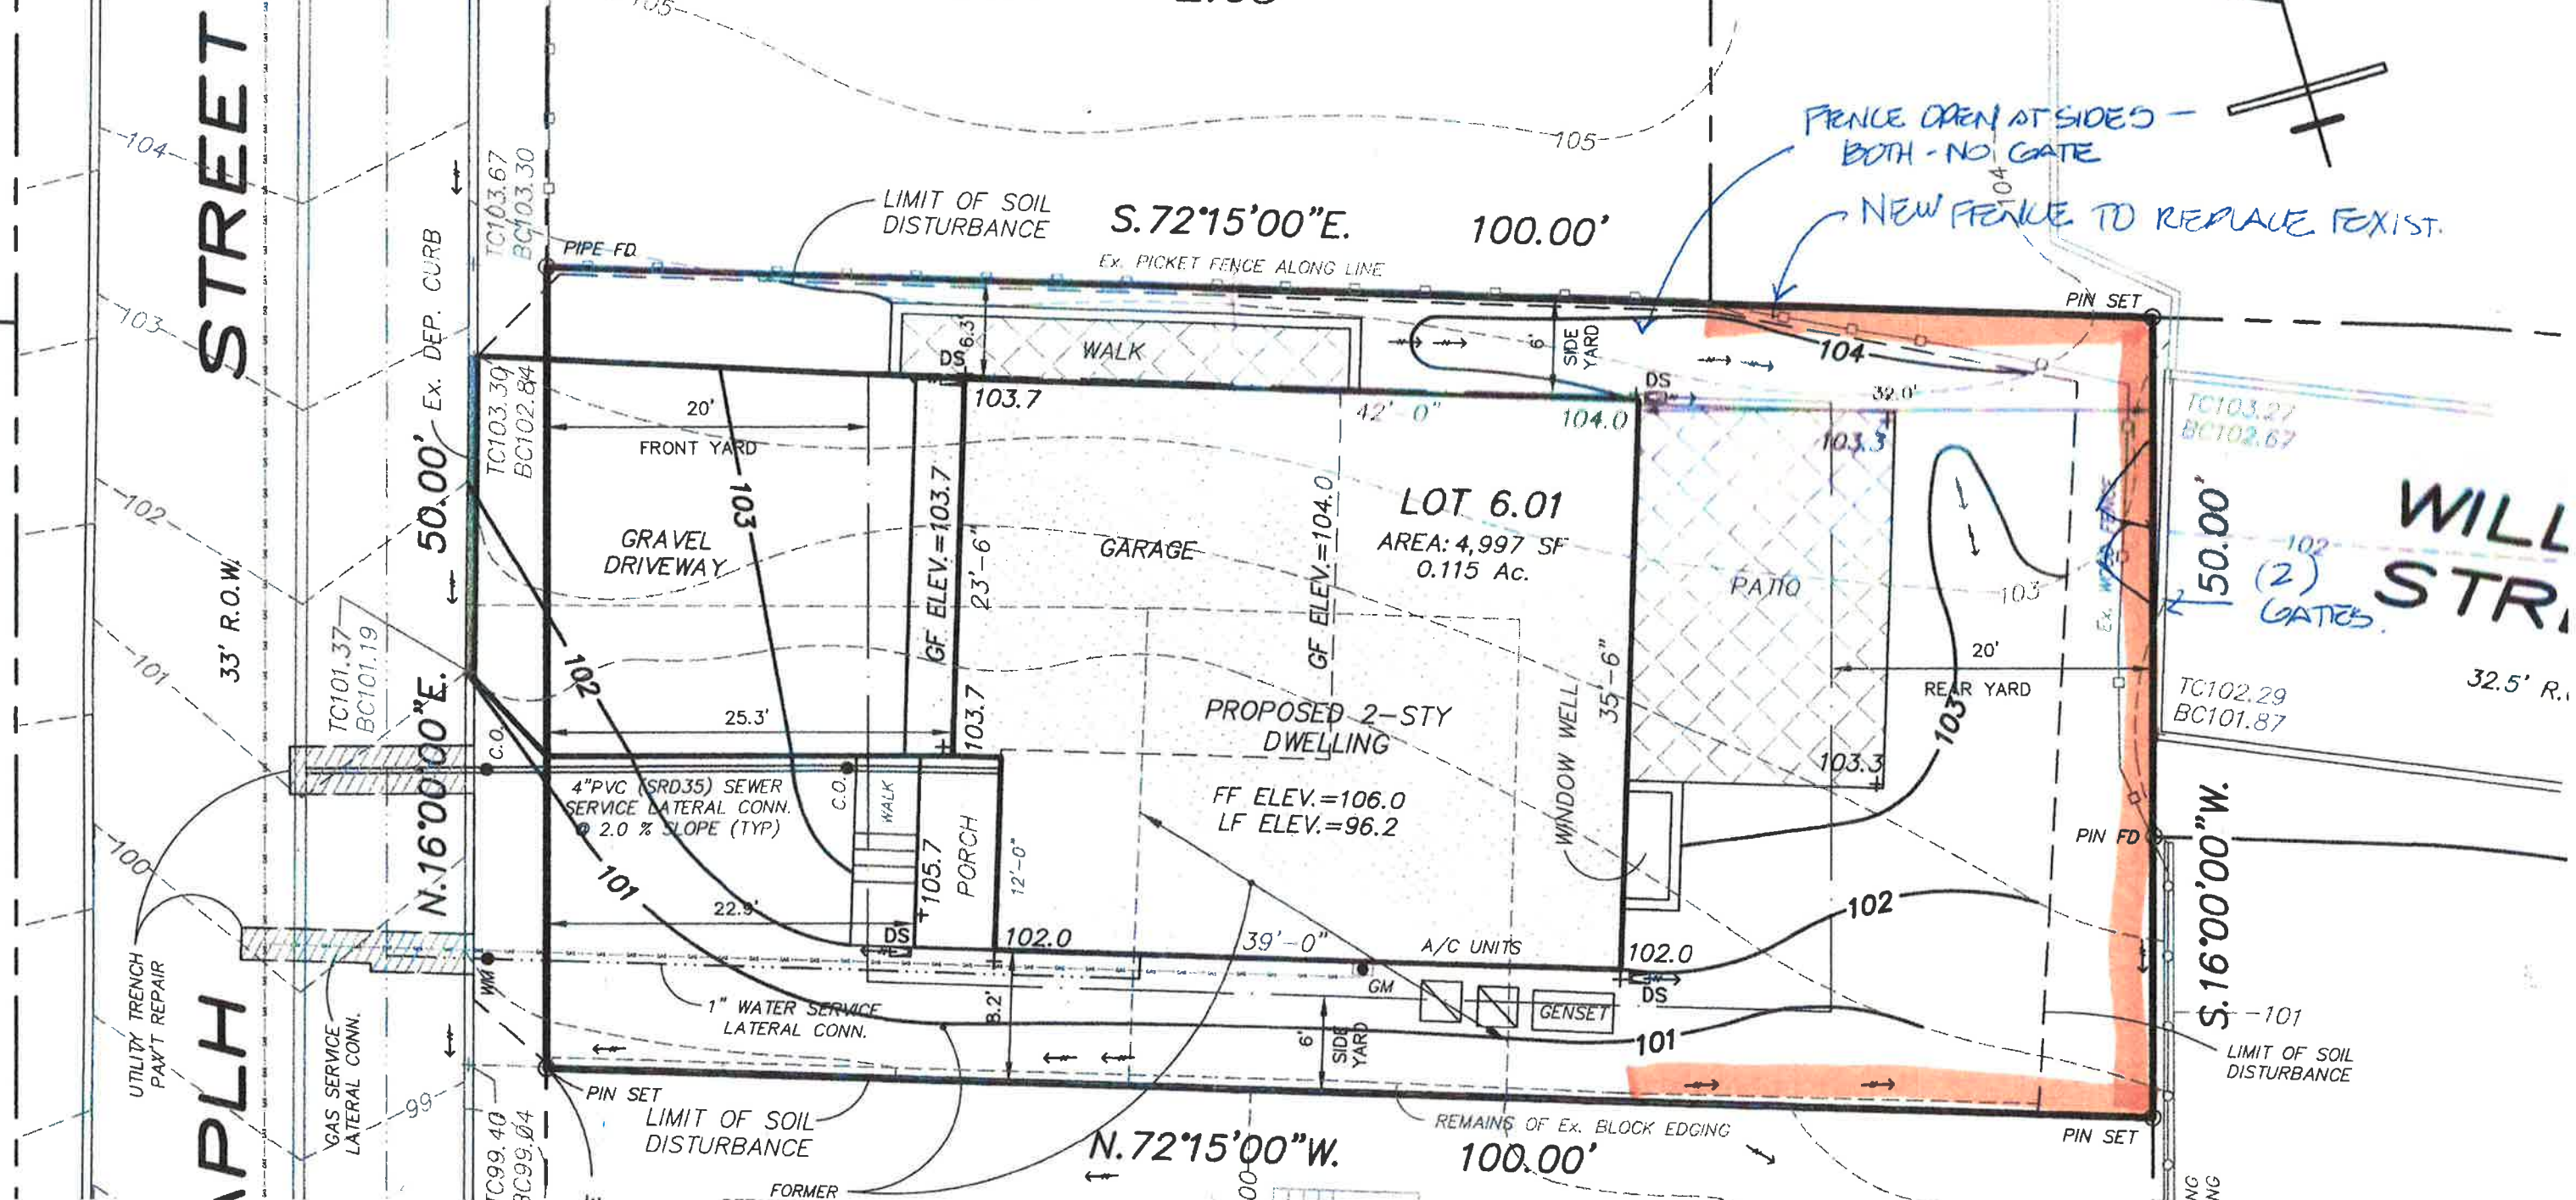 105
105
104
STREET
TC103.67
BC103.30
Ex. DEP. CURB
PIPE FD.
LIMIT OF SOIL
DISTURBANCE
S.72°15'00"E.
100.00'
Ex. PICKET FENCE ALONG LINE
FENCE OPEN AT SIDES -
BOTH - NO GATE
104
NEW FENCE TO REPLACE EXIST.
PIN SET
103
TC103.30
BC102.84
50.00'
20'
FRONT YARD
103
GRAVEL
DRIVEWAY
DS
6.3'
WALK
103.7
42'-0"
104.0
6'
SIDE
YARD
DS
104
32.0'
103.3
TC103.27
BC102.67
GF ELEV.=103.7
23'-6"
GARAGE
GF ELEV.=104.0
LOT 6.01
AREA: 4,997 SF
0.115 Ac.
PATIO
103
Ex. WOOD FENCE
50.00'
102
(2)
GATES.
WILL
STR
32.5' R.
102
33' R.O.W.
101
TC101.37
BC101.19
102
25.3'
103.7
PROPOSED 2-STY
DWELLING
FF ELEV.=106.0
LF ELEV.=96.2
WINDOW WELL
35'-6"
20'
REAR YARD
103
103.3
TC102.29
BC101.87
PIN FD
N.16°00'00"E.
C.O.
4"PVC (SRD35) SEWER
SERVICE LATERAL CONN.
@ 2.0 % SLOPE (TYP)
C.O.
WALK
105.7
PORCH
12'-0"
100
101
22.9'
DS
102.0
39'-0"
A/C UNITS
102.0
102
DS
S.16°00'00"W.
UTILITY TRENCH
PAV'T REPAIR
GAS SERVICE
LATERAL CONN.
WM
1" WATER SERVICE
LATERAL CONN.
8.2'
GM
GENSET
6'
SIDE
YARD
101
101
LIMIT OF SOIL
DISTURBANCE
APLH
99
TC99.40
BC99.04
PIN SET
LIMIT OF SOIL
DISTURBANCE
REMAINS OF Ex. BLOCK EDGING
N.72°15'00"W.
100.00'
PIN SET
FORMER